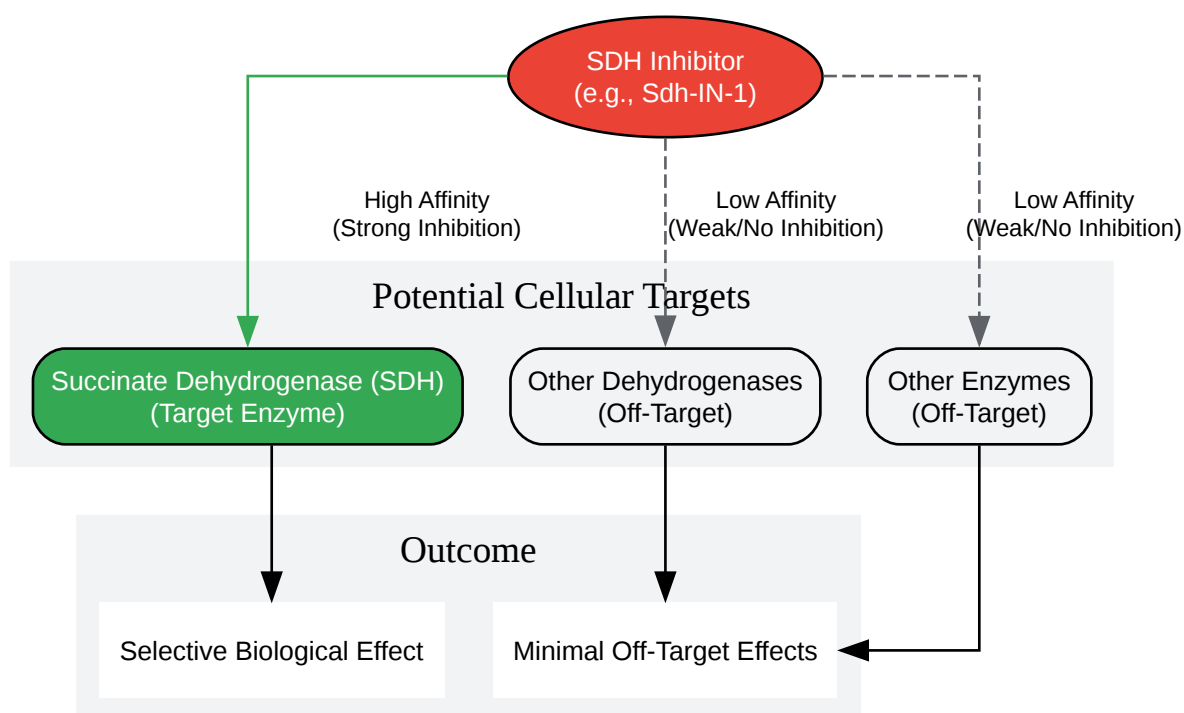 SDH Inhibitor
(e.g., Sdh-IN-1)
High Affinity
(Strong Inhibition)
Low Affinity
(Weak/No Inhibition)
Low Affinity
(Weak/No Inhibition)
Potential Cellular Targets
Succinate Dehydrogenase (SDH)
(Target Enzyme)
Other Dehydrogenases
(Off-Target)
Other Enzymes
(Off-Target)
Outcome
Selective Biological Effect
Minimal Off-Target Effects